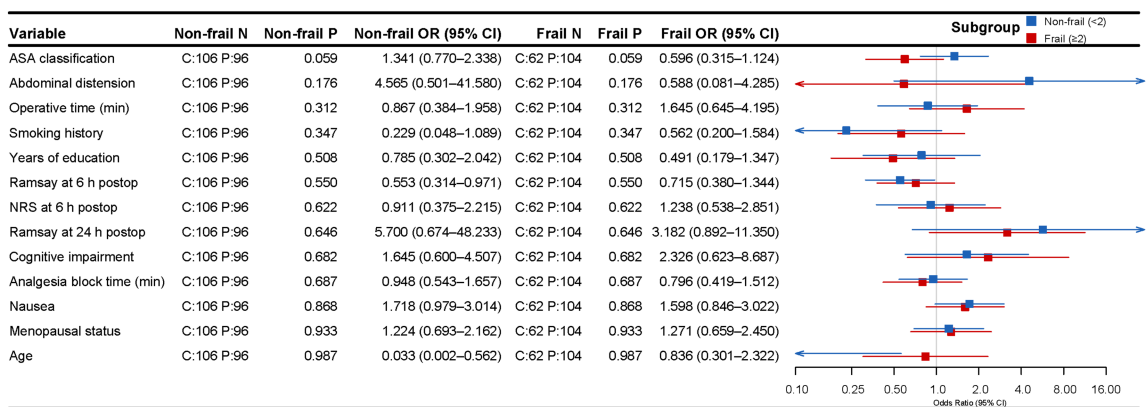 Subgroup Non-frail (<2)
Frail (≥2)
Variable Non-frail N Non-frail P Non-frail OR (95% CI) Frail N Frail P Frail OR (95% CI)
ASA classification C:106 P:96 0.059 1.341 (0.770–2.338) C:62 P:104 0.059 0.596 (0.315–1.124)
Abdominal distension C:106 P:96 0.176 4.565 (0.501–41.580) C:62 P:104 0.176 0.588 (0.081–4.285)
Operative time (min) C:106 P:96 0.312 0.867 (0.384–1.958) C:62 P:104 0.312 1.645 (0.645–4.195)
Smoking history C:106 P:96 0.347 0.229 (0.048–1.089) C:62 P:104 0.347 0.562 (0.200–1.584)
Years of education C:106 P:96 0.508 0.785 (0.302–2.042) C:62 P:104 0.508 0.491 (0.179–1.347)
Ramsay at 6 h postop C:106 P:96 0.550 0.553 (0.314–0.971) C:62 P:104 0.550 0.715 (0.380–1.344)
NRS at 6 h postop C:106 P:96 0.622 0.911 (0.375–2.215) C:62 P:104 0.622 1.238 (0.538–2.851)
Ramsay at 24 h postop C:106 P:96 0.646 5.700 (0.674–48.233) C:62 P:104 0.646 3.182 (0.892–11.350)
Cognitive impairment C:106 P:96 0.682 1.645 (0.600–4.507) C:62 P:104 0.682 2.326 (0.623–8.687)
Analgesia block time (min) C:106 P:96 0.687 0.948 (0.543–1.657) C:62 P:104 0.687 0.796 (0.419–1.512)
Nausea C:106 P:96 0.868 1.718 (0.979–3.014) C:62 P:104 0.868 1.598 (0.846–3.022)
Menopausal status C:106 P:96 0.933 1.224 (0.693–2.162) C:62 P:104 0.933 1.271 (0.659–2.450)
Age C:106 P:96 0.987 0.033 (0.002–0.562) C:62 P:104 0.987 0.836 (0.301–2.322)
0.10 0.25 0.50 1.0 2.0 4.0 8.00 16.00
Odds Ratio (95% CI)